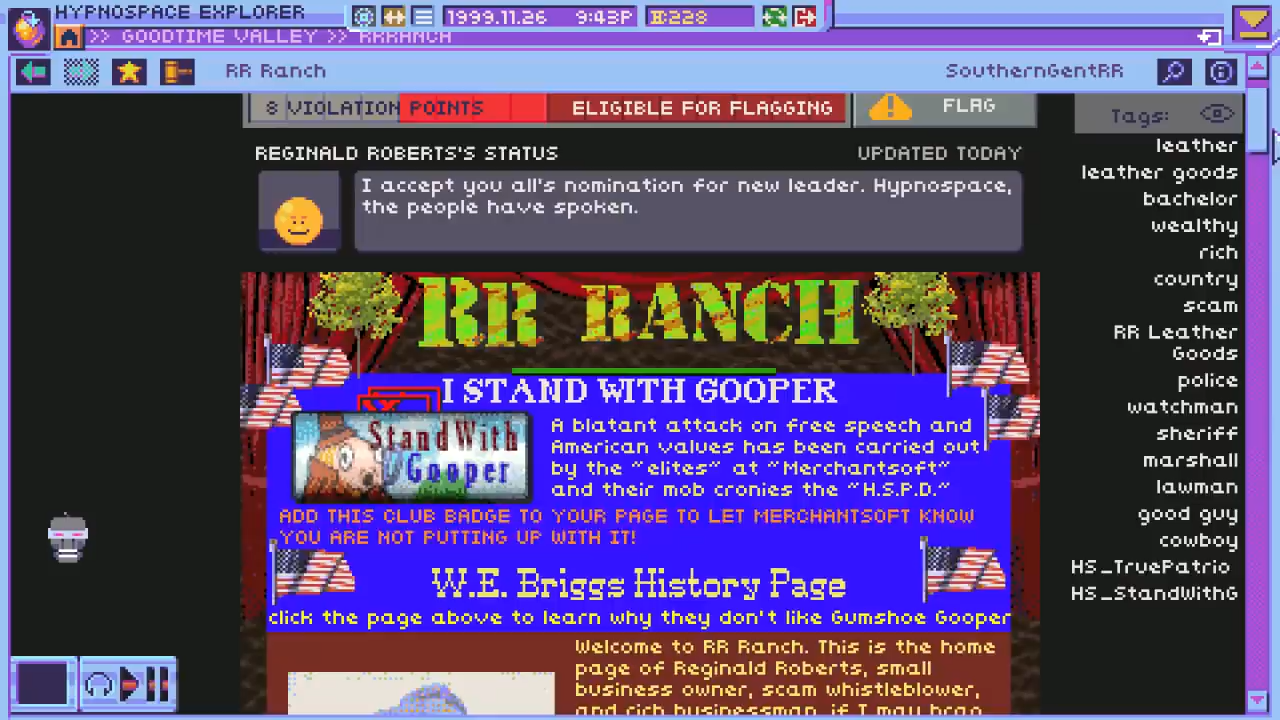 HYPNOSPACE EXPLORER
1999.11.26 9:43P
228
>> GOODTIME VALLEY >> RRRANCH
RR Ranch
SouthernGentRR
8 VIOLATION POINTS
ELIGIBLE FOR FLAGGING
FLAG
Tags:
REGINALD ROBERTS'S STATUS
UPDATED TODAY
I accept you all's nomination for new leader. Hypnospace,
the people have spoken.
RR RANCH
I STAND WITH GOOPER
Stand With
Gooper
A blatant attack on free speech and
American values has been carried out
by the "elites" at "Merchantsoft"
and their mob cronies the "H.S.P.D."
ADD THIS CLUB BADGE TO YOUR PAGE TO LET MERCHANTSOFT KNOW
YOU ARE NOT PUTTING UP WITH IT!
W.E. Briggs History Page
click the page above to learn why they don't like Gumshoe Gooper
Welcome to RR Ranch. This is the home
page of Reginald Roberts, small
business owner, scam whistleblower,
and rich businessman, if I may brag
leather
leather goods
bachelor
wealthy
rich
country
scam
RR Leather
Goods
police
watchman
sheriff
marshall
lawman
good guy
cowboy
HS_TruePatrio
HS_StandWithG